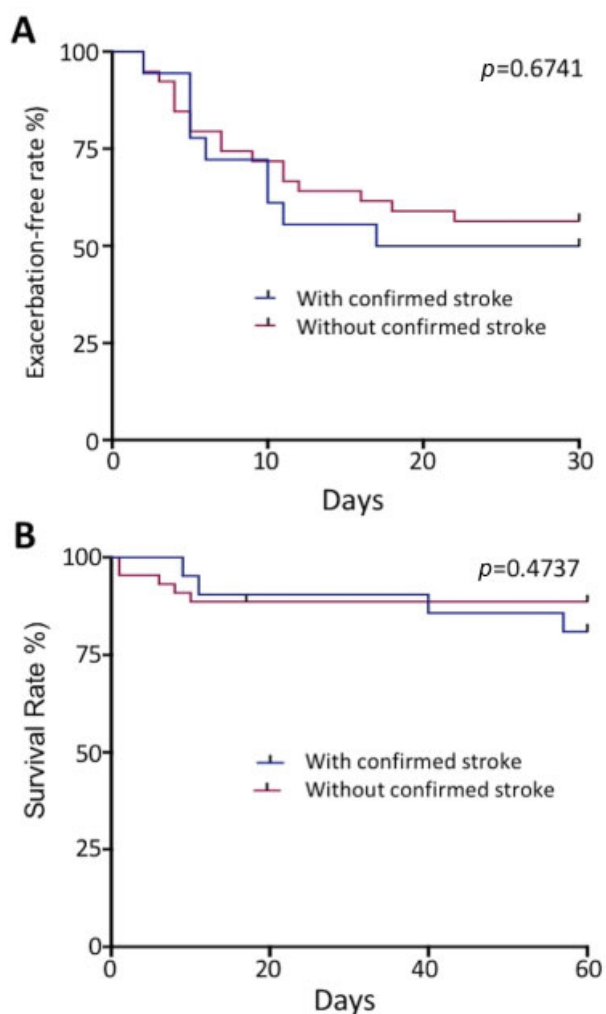 A
100
75
50
25
0
Exacerbation-free rate %)
p=0.6741
With confirmed stroke
Without confirmed stroke
0 10 20 30
Days
B
100
75
50
25
0
Survival Rate %)
p=0.4737
With confirmed stroke
Without confirmed stroke
0 20 40 60
Days